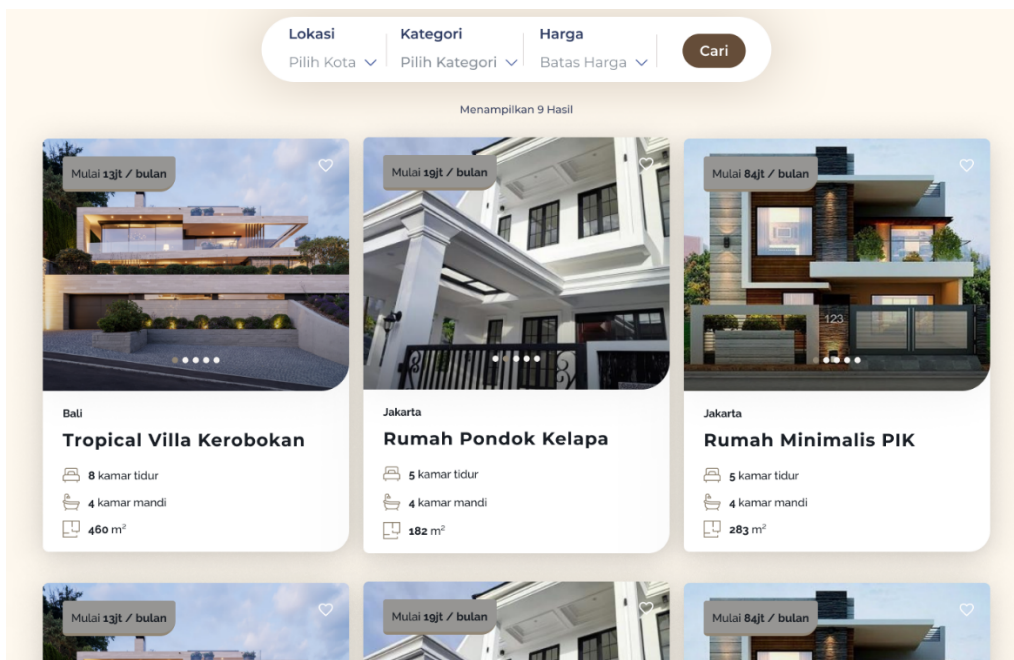 Lokasi Kategori Harga
Pilih Kota Pilih Kategori Batas Harga Cari
Menampilkan 9 Hasil
Mulai 13jt / bulan
Bali
Tropical Villa Kerobokan
8 kamar tidur
4 kamar mandi
460 m²
Mulai 19jt / bulan
Jakarta
Rumah Pondok Kelapa
5 kamar tidur
4 kamar mandi
182 m²
Mulai 84jt / bulan
123
Jakarta
Rumah Minimalis PIK
5 kamar tidur
4 kamar mandi
283 m²
Mulai 13jt / bulan
Mulai 19jt / bulan
Mulai 84jt / bulan